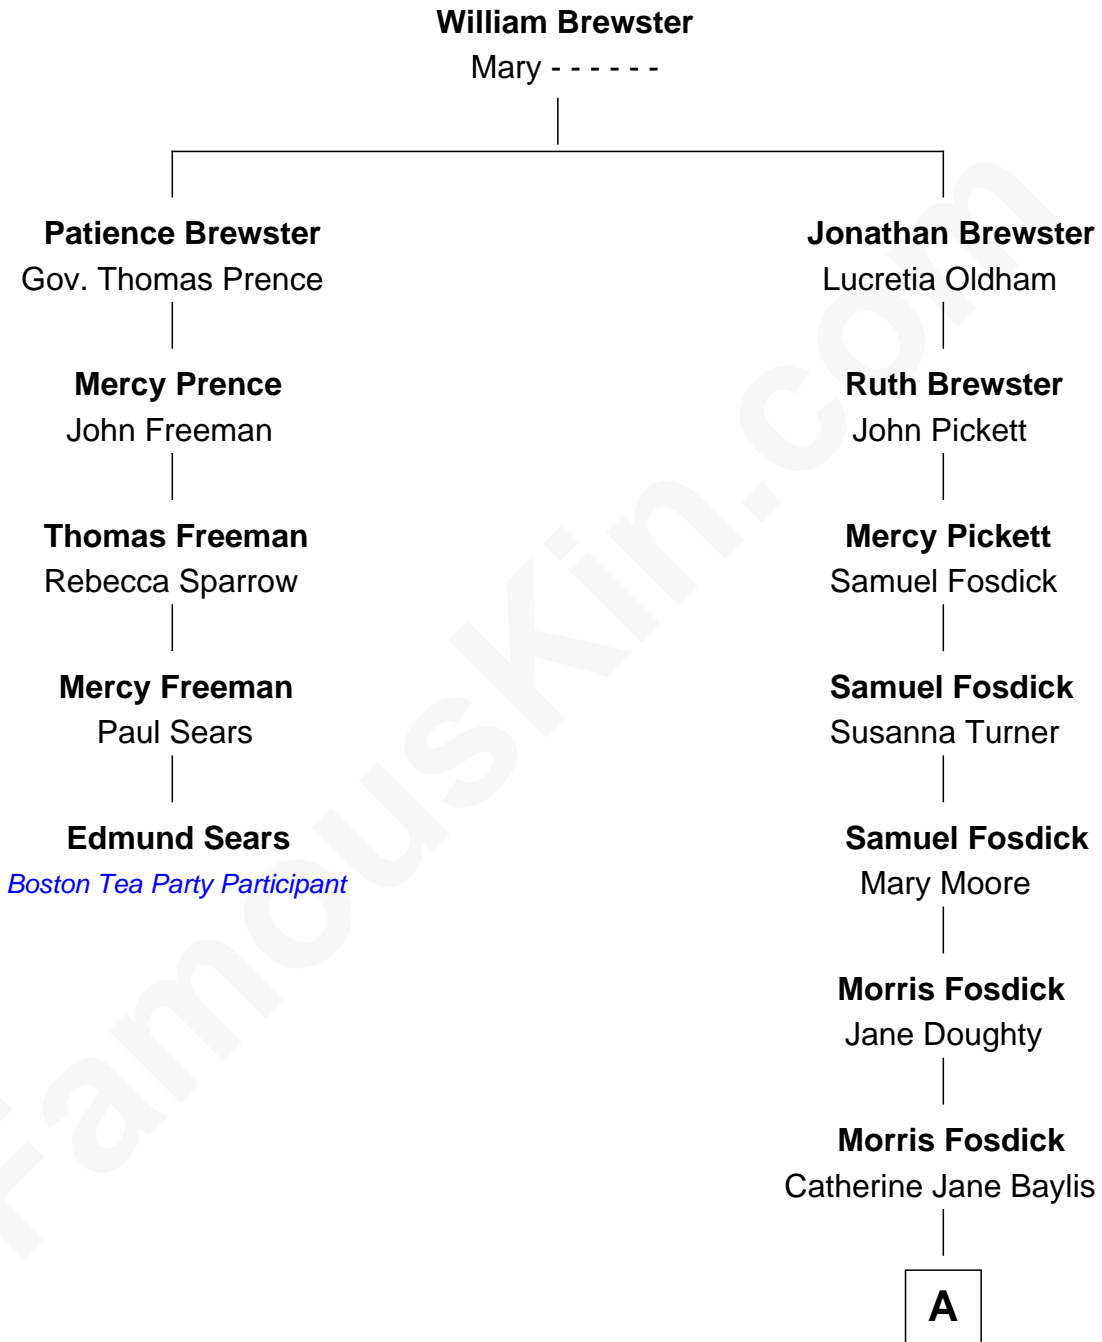 William Brewster
Mary - - - - - -
Patience Brewster
Gov. Thomas Prence
Jonathan Brewster
Lucretia Oldham
Mercy Prence
John Freeman
Ruth Brewster
John Pickett
Thomas Freeman
Rebecca Sparrow
Mercy Pickett
Samuel Fosdick
Mercy Freeman
Paul Sears
Samuel Fosdick
Susanna Turner
Edmund Sears
Boston Tea Party Participant
Samuel Fosdick
Mary Moore
Morris Fosdick
Jane Doughty
Morris Fosdick
Catherine Jane Baylis
A
FamousKin.com